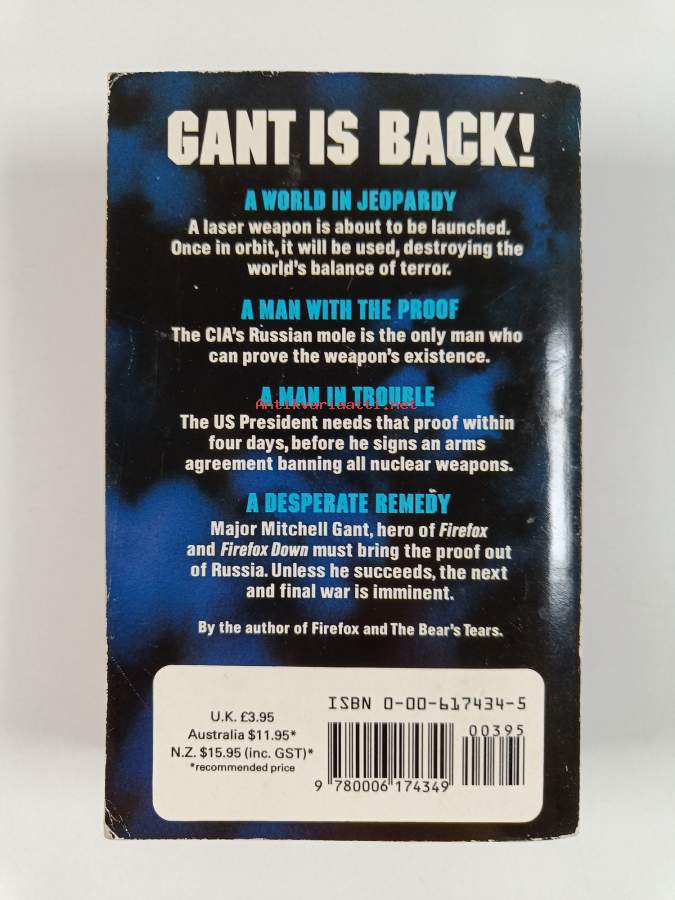 GANT IS BACK!
A WORLD IN JEOPARDY
A laser weapon is about to be launched.
Once in orbit, it will be used, destroying the
world's balance of terror.
A MAN WITH THE PROOF
The CIA's Russian mole is the only man who
can prove the weapon's existence.
A MAN IN TROUBLE
Antikvariaatti.net
The US President needs that proof within
four days, before he signs an arms
agreement banning all nuclear weapons.
A DESPERATE REMEDY
Major Mitchell Gant, hero of Firefox
and Firefox Down must bring the proof out
of Russia. Unless he succeeds, the next
and final war is imminent.
By the author of Firefox and The Bear's Tears.
U.K. £3.95
Australia $11.95*
N.Z. $15.95 (inc. GST)*
*recommended price
ISBN 0-00-617434-5
00395
9 780006 174349